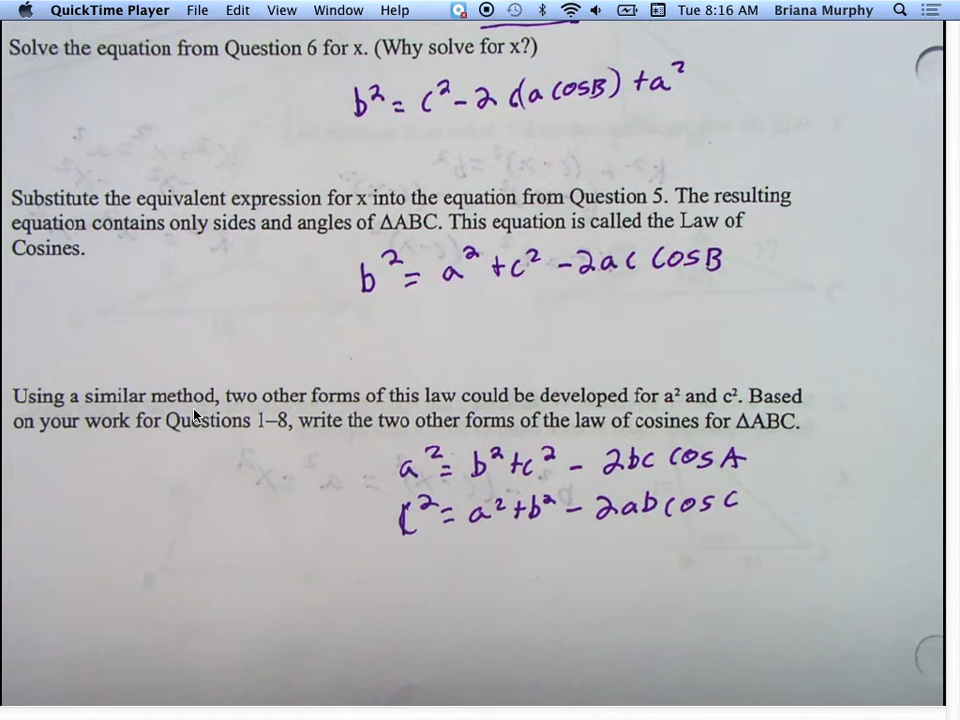 QuickTime Player File Edit View Window Help Tue 8:16 AM Briana Murphy
Solve the equation from Question 6 for x. (Why solve for x?)
b² = c² - 2c(a cosB) + a²
Substitute the equivalent expression for x into the equation from Question 5. The resulting
equation contains only sides and angles of ΔABC. This equation is called the Law of
Cosines.
b² = a² + c² - 2ac cosB
Using a similar method, two other forms of this law could be developed for a² and c². Based
on your work for Questions 1–8, write the two other forms of the law of cosines for ΔABC.
a² = b² + c² - 2bc cosA
c² = a² + b² - 2ab cosC